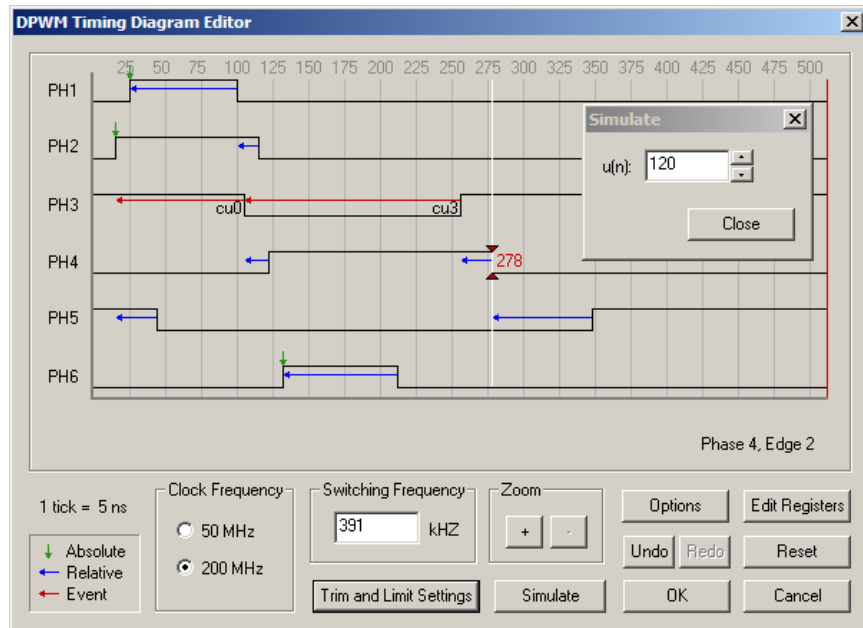 DPWM Timing Diagram Editor
25 50 75 100 125 150 175 200 225 250 275 300 325 350 375 400 425 450 475 500
PH1
Simulate
PH2
u(n): 120
PH3
cu0
cu3
Close
PH4
278
PH5
PH6
Phase 4, Edge 2
1 tick = 5 ns
Clock Frequency
50 MHz
200 MHz
Switching Frequency
391 kHZ
Zoom
+ -
Options
Edit Registers
Absolute
Relative
Event
Undo
Redo
Reset
Trim and Limit Settings
Simulate
OK
Cancel